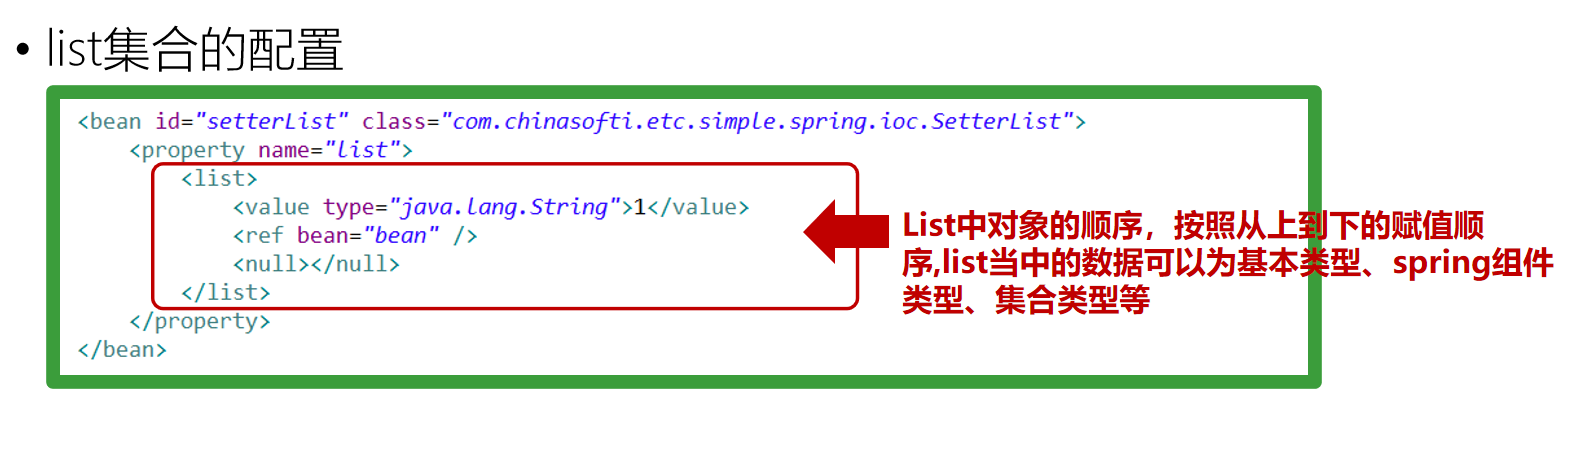 • list集合的配置
<bean id="setterList" class="com.chinasofti.etc.simple.spring.ioc.SetterList">
<property name="list">
<list>
<value type="java.lang.String">1</value>
<ref bean="bean" />
<null></null>
</list>
</property>
</bean>
List中对象的顺序，按照从上到下的赋值顺
序,list当中的数据可以为基本类型、spring组件
类型、集合类型等